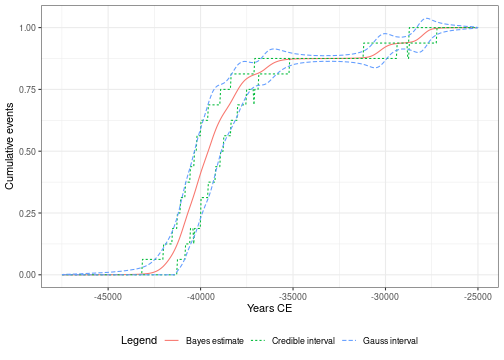 1.00
0.75
0.50
0.25
0.00
Cumulative events
-45000 -40000 -35000 -30000 -25000
Years CE
Legend Bayes estimate Credible interval Gauss interval